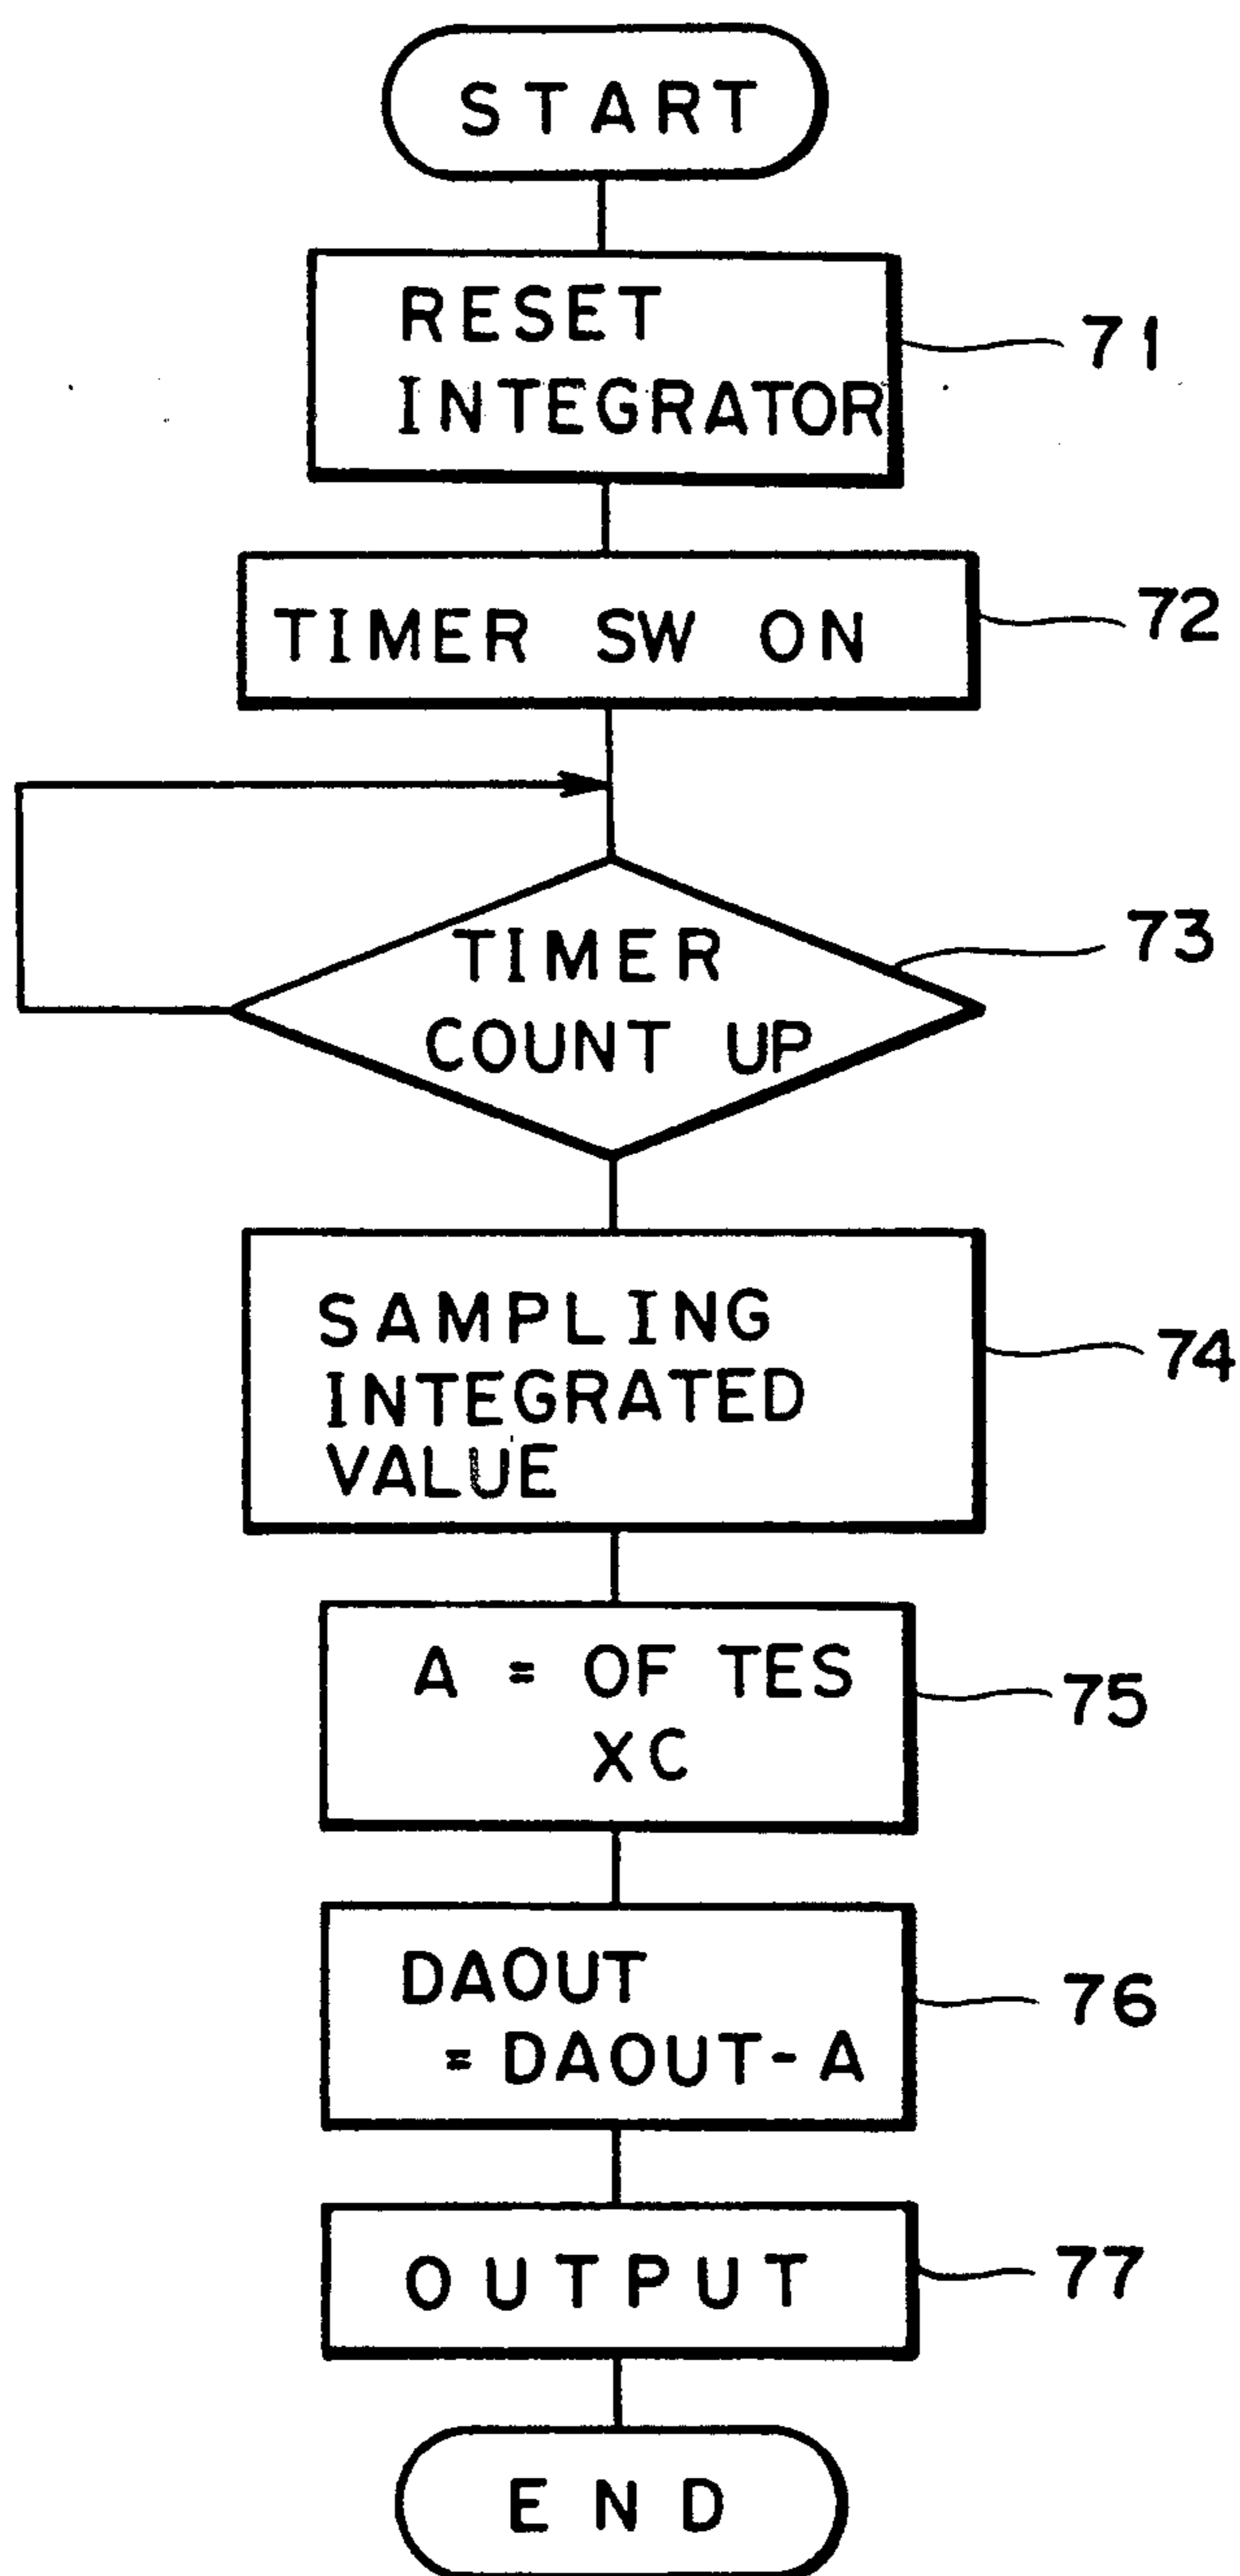 START
RESET
INTEGRATOR
71
TIMER SW ON
72
TIMER
COUNT UP
73
SAMPLING
INTEGRATED
VALUE
74
A = OF TES
XC
75
DAOUT
= DAOUT- A
76
OUTPUT
77
END